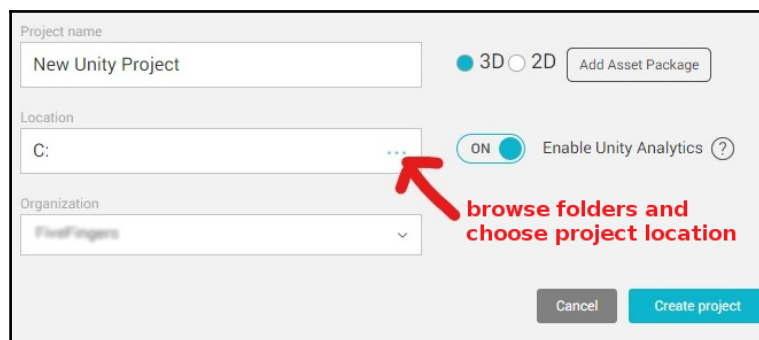 Project name
New Unity Project
3D 2D Add Asset Package
Location
C:
...
ON Enable Unity Analytics ?
browse folders and
choose project location
Organization
FiveFingers
Cancel Create project